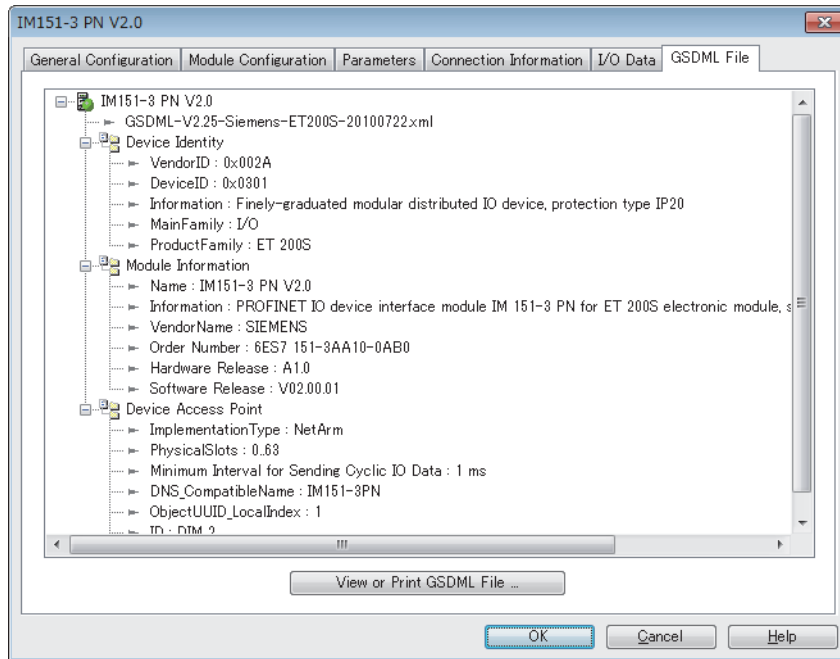 IM151-3 PN V2.0
General Configuration Module Configuration Parameters Connection Information I/O Data GSDML File
IM151-3 PN V2.0
GSDML-V2.25-Siemens-ET200S-20100722.xml
Device Identity
VendorID : 0x002A
DeviceID : 0x0301
Information : Finely-graduated modular distributed IO device, protection type IP20
MainFamily : I/O
ProductFamily : ET 200S
Module Information
Name : IM151-3 PN V2.0
Information : PROFINET IO device interface module IM 151-3 PN for ET 200S electronic module, s
VendorName : SIEMENS
Order Number : 6ES7 151-3AA10-0AB0
Hardware Release : A1.0
Software Release : V02.00.01
Device Access Point
ImplementationType : NetArm
PhysicalSlots : 0..63
Minimum Interval for Sending Cyclic IO Data : 1 ms
DNS_CompatibleName : IM151-3PN
ObjectUUID_LocalIndex : 1
ID : DIM 2
View or Print GSDML File ...
OK Cancel Help